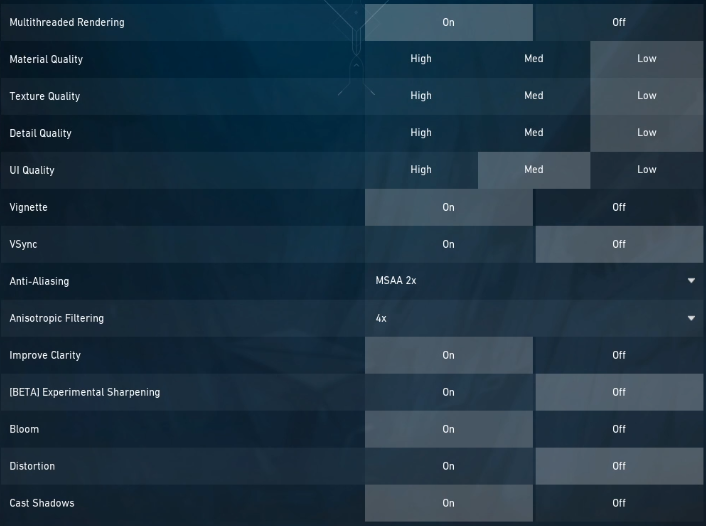 Multithreaded Rendering On Off
Material Quality High Med Low
Texture Quality High Med Low
Detail Quality High Med Low
UI Quality High Med Low
Vignette On Off
VSync On Off
Anti-Aliasing MSAA 2x
Anisotropic Filtering 4x
Improve Clarity On Off
[BETA] Experimental Sharpening On Off
Bloom On Off
Distortion On Off
Cast Shadows On Off